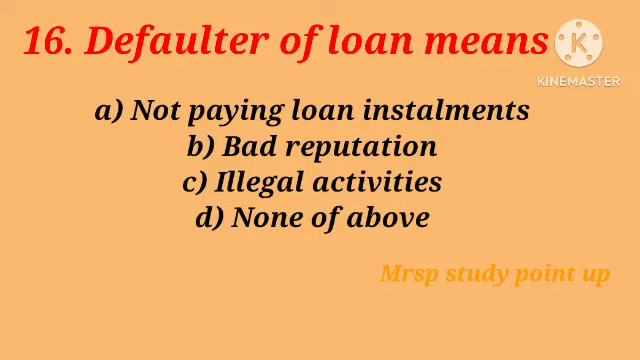 16. Defaulter of loan means
KINEMASTER
a) Not paying loan instalments
b) Bad reputation
c) Illegal activities
d) None of above
Mrsp study point up